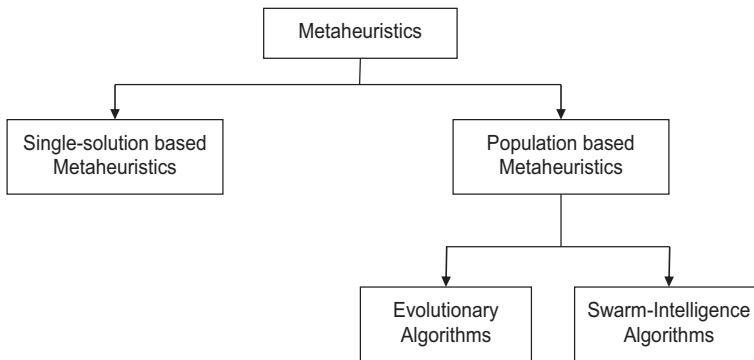 Metaheuristics
Single-solution based
Metaheuristics
Population based
Metaheuristics
Evolutionary
Algorithms
Swarm-Intelligence
Algorithms